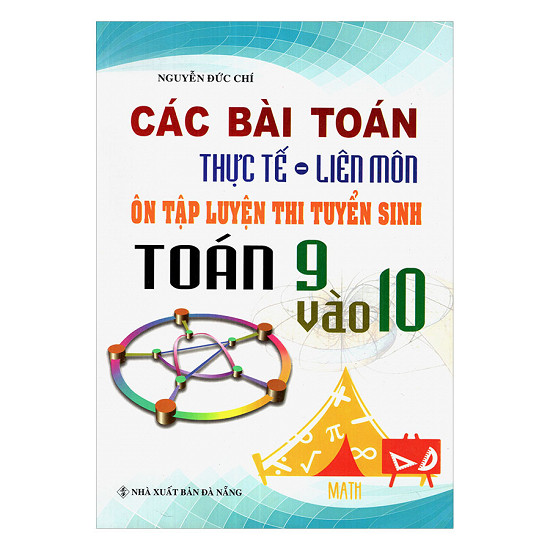 NGUYỄN ĐỨC CHÍ
CÁC BÀI TOÁN
THỰC TẾ - LIÊN MÔN
ÔN TẬP LUYỆN THI TUYỂN SINH
TOÁN 9
vào 10
π
∞
MATH
NHÀ XUẤT BẢN ĐÀ NẴNG